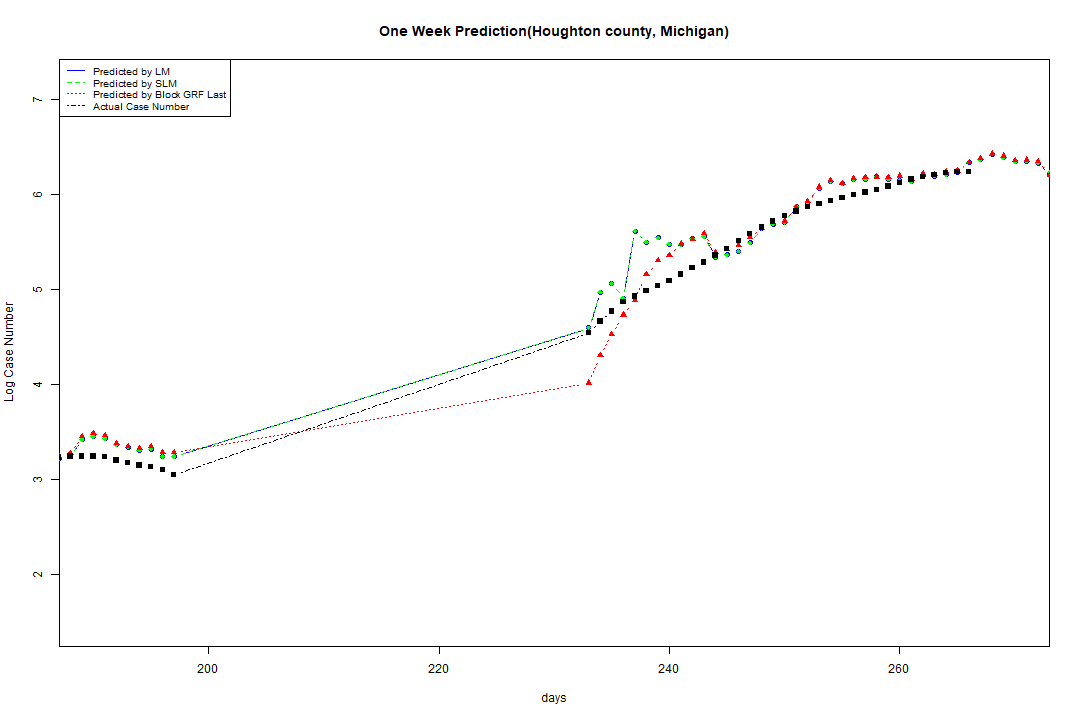 One Week Prediction(Houghton county, Michigan)
Predicted by LM
Predicted by SLM
Predicted by Block GRF Last
Actual Case Number
7
6
5
4
3
2
Log Case Number
200 220 240 260
days